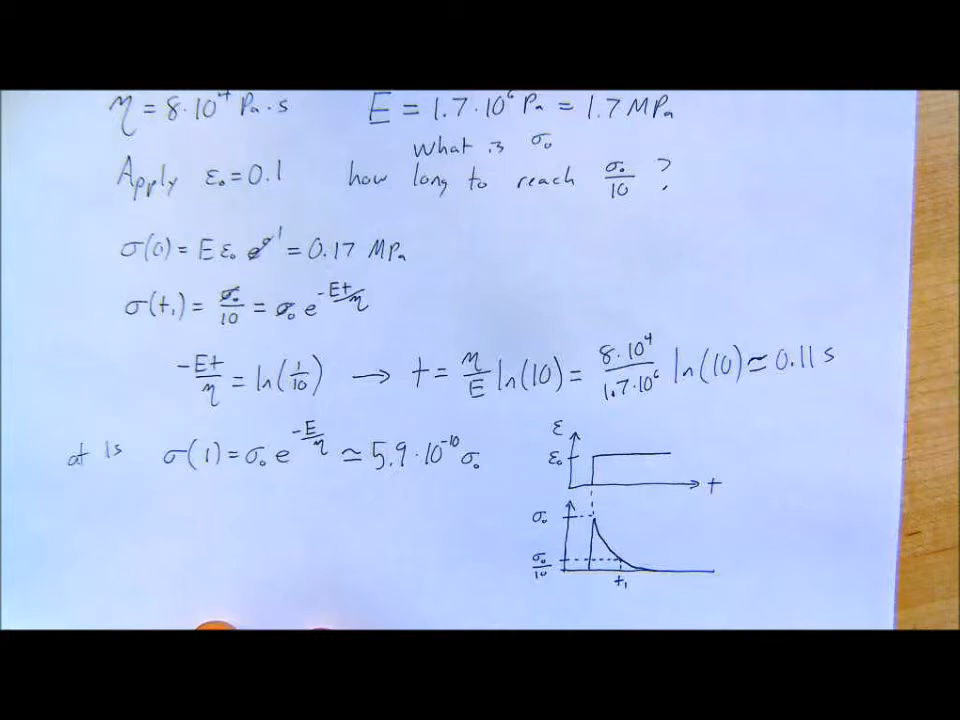 η = 8·10⁴ Pa·s E = 1.7·10⁶ Pa = 1.7 MPa
What is σ₀
Apply ε₀ = 0.1 how long to reach σ₀/10 ?
σ(0) = E ε₀ e⁰ ¹ = 0.17 MPa
σ(t₁) = σ₀/10 = σ₀ e^(-Et/η)
-Et/η = ln(1/10) → t = η/E ln(10) = 8·10⁴/1.7·10⁶ ln(10) ≃ 0.11 s
at 1s σ(1) = σ₀ e^(-E/η) ≃ 5.9·10⁻¹⁰ σ₀
ε
ε₀
t
σ₀
σ₀/10
t₁